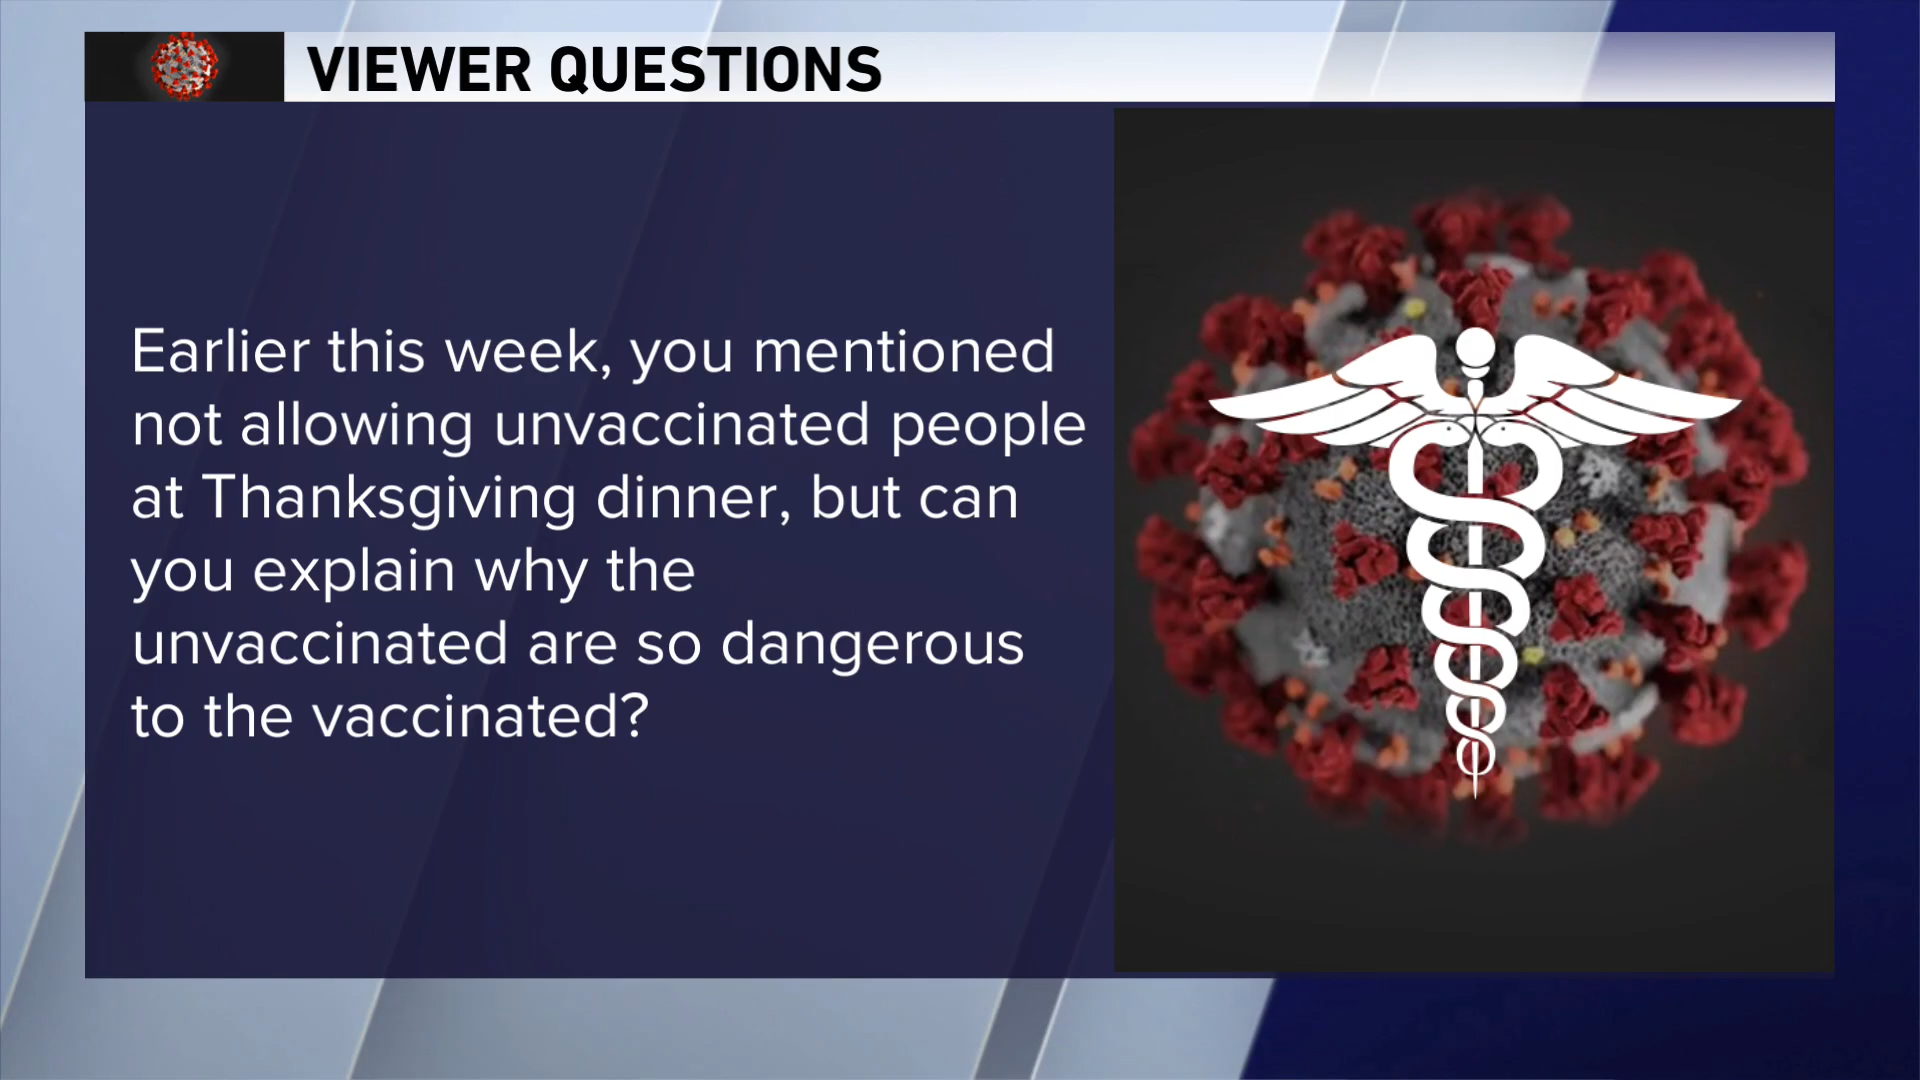 VIEWER QUESTIONS
Earlier this week, you mentioned
not allowing unvaccinated people
at Thanksgiving dinner, but can
you explain why the
unvaccinated are so dangerous
to the vaccinated?